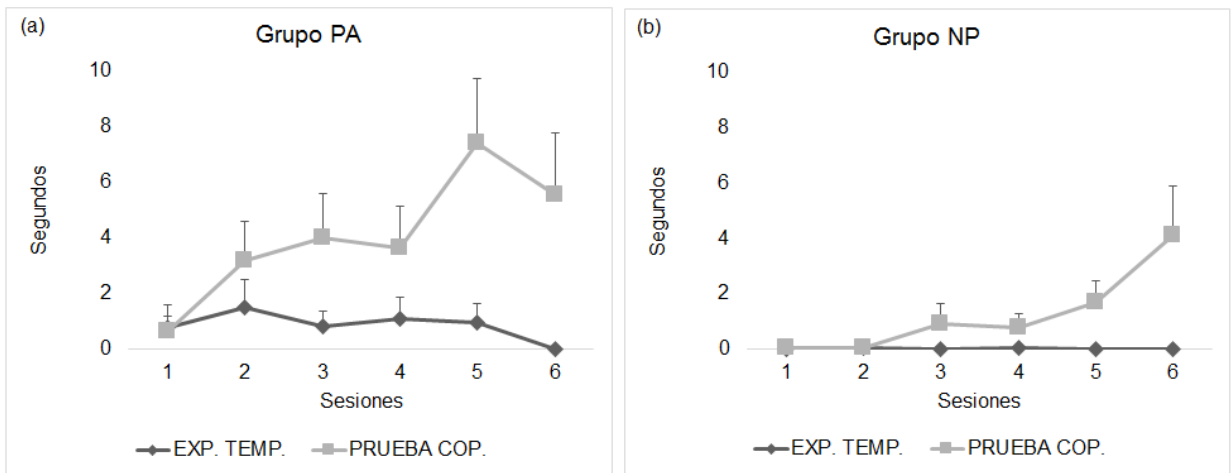 (a)
Grupo PA
10
8
6
4
2
0
Segundos
1 2 3 4 5 6
Sesiones
EXP. TEMP. PRUEBA COP.
(b)
Grupo NP
10
8
6
4
2
0
Segundos
1 2 3 4 5 6
Sesiones
EXP. TEMP. PRUEBA COP.